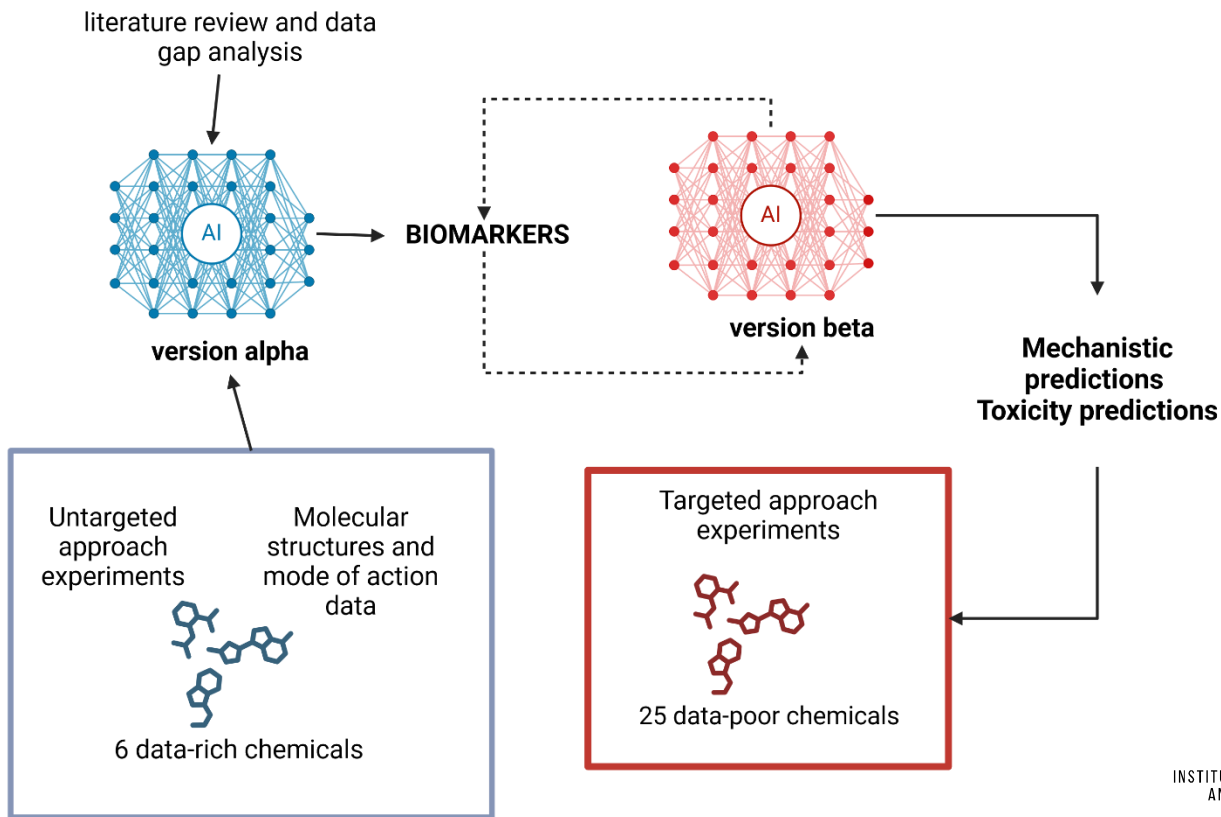 literature review and data
gap analysis
AI
BIOMARKERS
AI
version alpha
version beta
Mechanistic
predictions
Toxicity predictions
Untargeted
approach
experiments
Molecular
structures and
mode of action
data
6 data-rich chemicals
Targeted approach
experiments
25 data-poor chemicals
INSTITU
AN